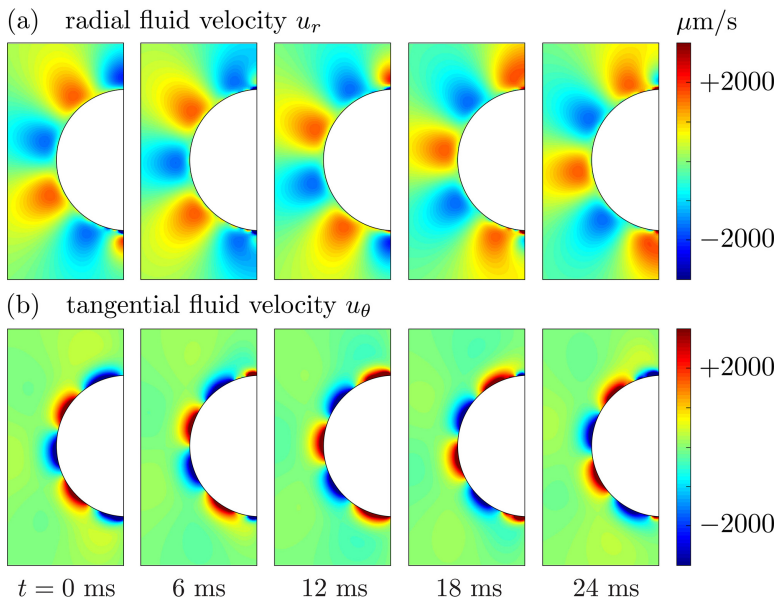 (a) radial fluid velocity u_r
μm/s
+2000
−2000
(b) tangential fluid velocity u_θ
+2000
−2000
t = 0 ms 6 ms 12 ms 18 ms 24 ms